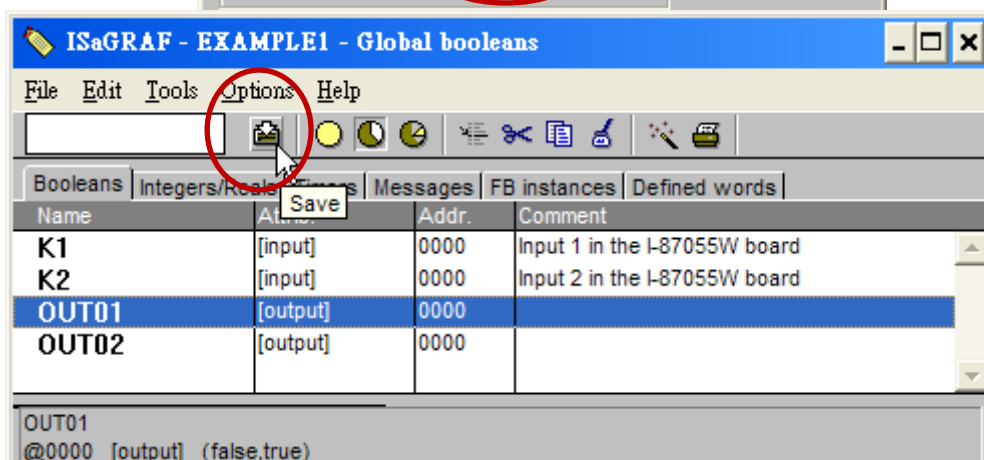 ISaGRAF - EXAMPLE1 - Global booleans
File Edit Tools Options Help
Booleans Integers/Reals Timers Messages FB instances Defined words
Save
Name Attrib. Addr. Comment
K1 [input] 0000 Input 1 in the I-87055W board
K2 [input] 0000 Input 2 in the I-87055W board
OUT01 [output] 0000
OUT02 [output] 0000
OUT01
@0000 [output] (false,true)